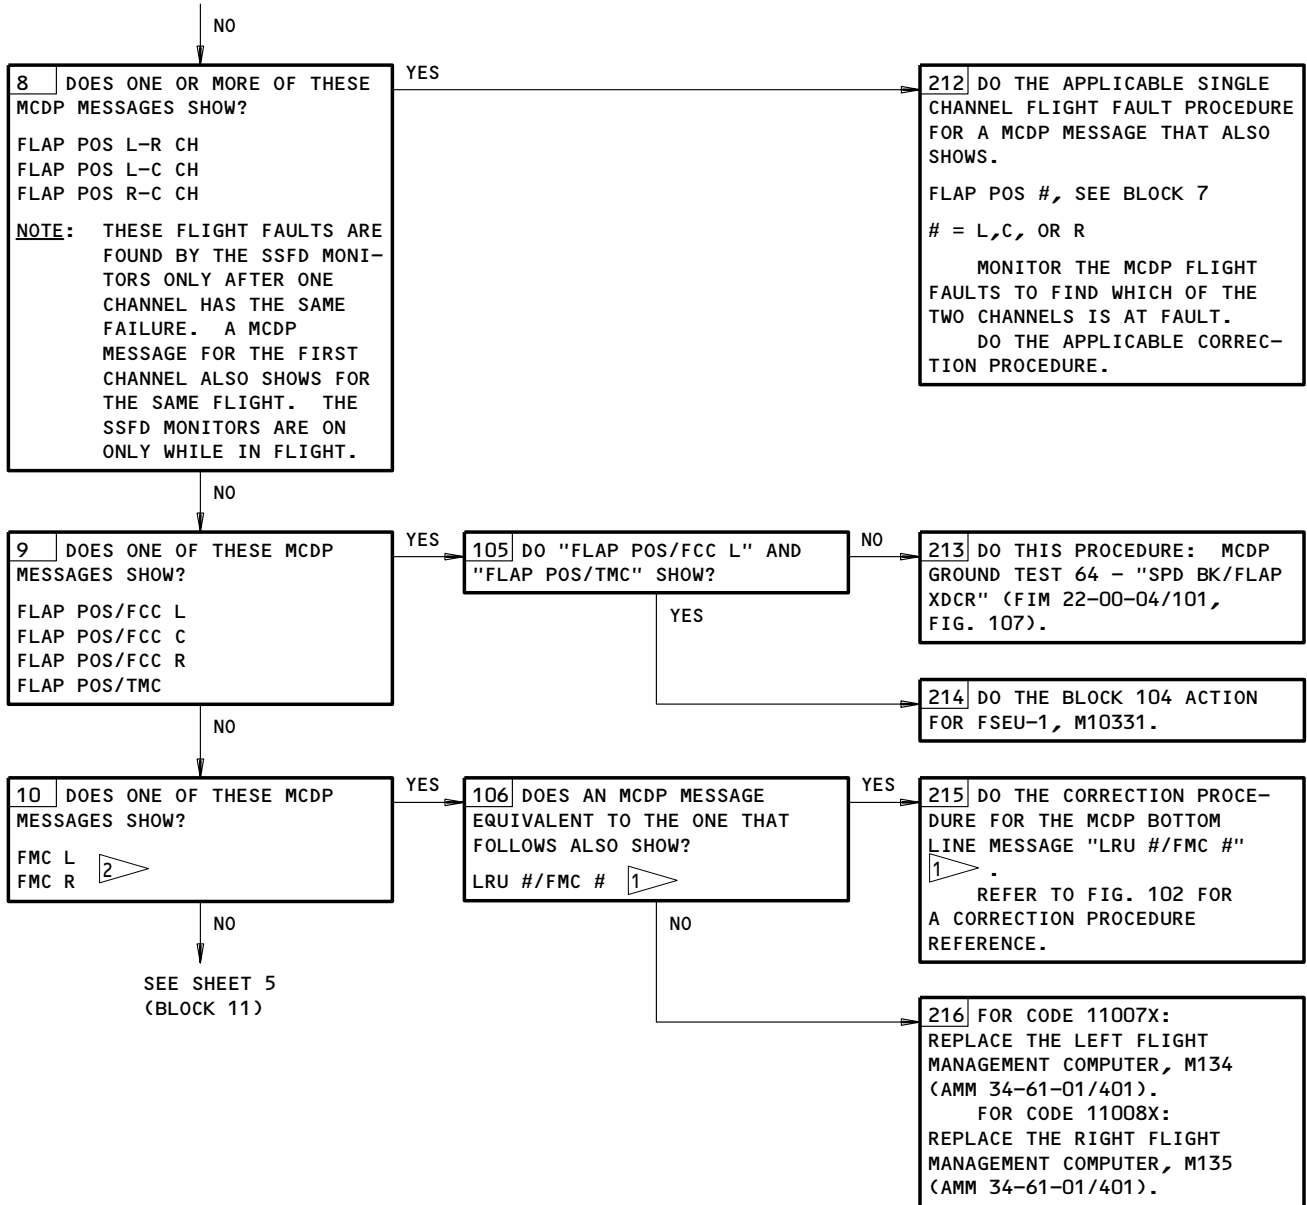 NO
8 DOES ONE OR MORE OF THESE
MCDP MESSAGES SHOW?
FLAP POS L-R CH
FLAP POS L-C CH
FLAP POS R-C CH
NOTE: THESE FLIGHT FAULTS ARE
FOUND BY THE SSFD MONI-
TORS ONLY AFTER ONE
CHANNEL HAS THE SAME
FAILURE. A MCDP
MESSAGE FOR THE FIRST
CHANNEL ALSO SHOWS FOR
THE SAME FLIGHT. THE
SSFD MONITORS ARE ON
ONLY WHILE IN FLIGHT.
YES
212 DO THE APPLICABLE SINGLE
CHANNEL FLIGHT FAULT PROCEDURE
FOR A MCDP MESSAGE THAT ALSO
SHOWS.
FLAP POS #, SEE BLOCK 7
# = L,C, OR R
MONITOR THE MCDP FLIGHT
FAULTS TO FIND WHICH OF THE
TWO CHANNELS IS AT FAULT.
DO THE APPLICABLE CORREC-
TION PROCEDURE.
NO
9 DOES ONE OF THESE MCDP
MESSAGES SHOW?
FLAP POS/FCC L
FLAP POS/FCC C
FLAP POS/FCC R
FLAP POS/TMC
YES
105 DO "FLAP POS/FCC L" AND
"FLAP POS/TMC" SHOW?
NO
213 DO THIS PROCEDURE: MCDP
GROUND TEST 64 - "SPD BK/FLAP
XDCR" (FIM 22-00-04/101,
FIG. 107).
YES
214 DO THE BLOCK 104 ACTION
FOR FSEU-1, M10331.
NO
10 DOES ONE OF THESE MCDP
MESSAGES SHOW?
FMC L
FMC R
2
YES
106 DOES AN MCDP MESSAGE
EQUIVALENT TO THE ONE THAT
FOLLOWS ALSO SHOW?
LRU #/FMC # 1
YES
215 DO THE CORRECTION PROCE-
DURE FOR THE MCDP BOTTOM
LINE MESSAGE "LRU #/FMC #"
1 .
REFER TO FIG. 102 FOR
A CORRECTION PROCEDURE
REFERENCE.
NO
216 FOR CODE 11007X:
REPLACE THE LEFT FLIGHT
MANAGEMENT COMPUTER, M134
(AMM 34-61-01/401).
FOR CODE 11008X:
REPLACE THE RIGHT FLIGHT
MANAGEMENT COMPUTER, M135
(AMM 34-61-01/401).
NO
SEE SHEET 5
(BLOCK 11)